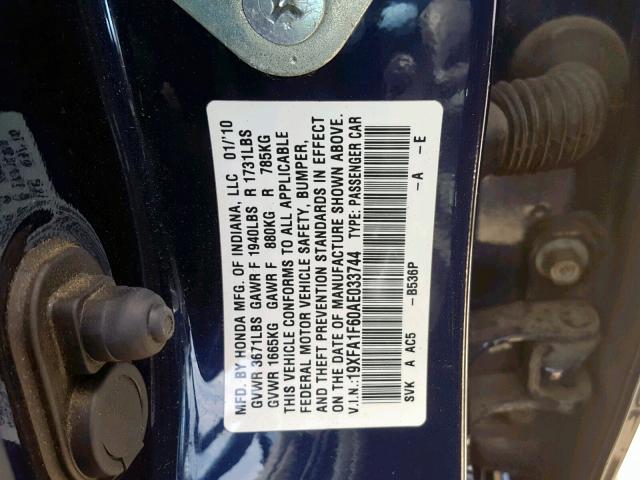 MFD. BY HONDA MFG. OF INDIANA, LLC 01/'10
GVWR 3671LBS GAWR F 1940LBS R 1731LBS
GVWR 1665KG GAWR F 880KG R 785KG
THIS VEHICLE CONFORMS TO ALL APPLICABLE
FEDERAL MOTOR VEHICLE SAFETY, BUMPER,
AND THEFT PREVENTION STANDARDS IN EFFECT
ON THE DATE OF MANUFACTURE SHOWN ABOVE.
V.I.N.:19XFA1F60AE033744 TYPE: PASSENGER CAR
SVK A AC5 -B536P -A -E